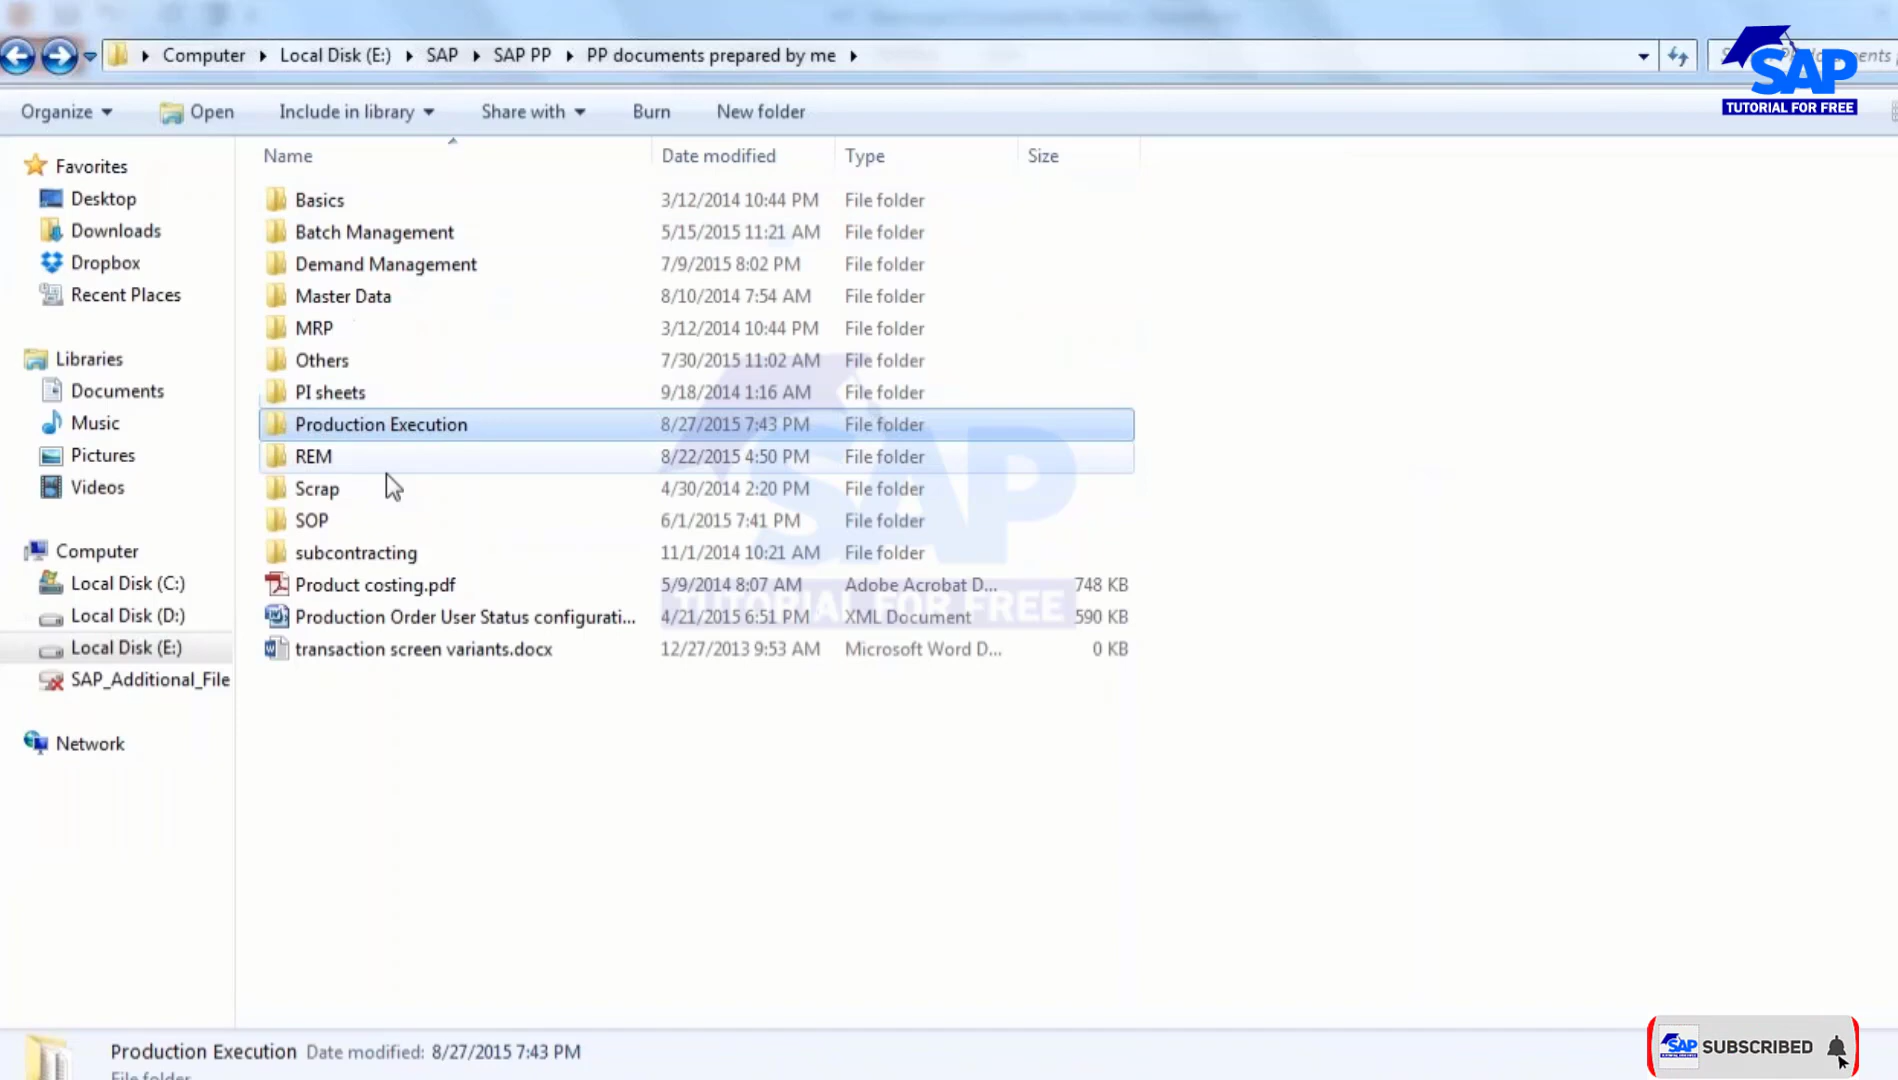 Computer Local Disk (E:) SAP SAP PP PP documents prepared by me
SAP
TUTORIAL FOR FREE
Organize Open Include in library Share with Burn New folder
Name Date modified Type Size
Favorites
Desktop
Downloads
Dropbox
Recent Places
Libraries
Documents
Music
Pictures
Videos
Computer
Local Disk (C:)
Local Disk (D:)
Local Disk (E:)
SAP_Additional_File
Network
Basics 3/12/2014 10:44 PM File folder
Batch Management 5/15/2015 11:21 AM File folder
Demand Management 7/9/2015 8:02 PM File folder
Master Data 8/10/2014 7:54 AM File folder
MRP 3/12/2014 10:44 PM File folder
Others 7/30/2015 11:02 AM File folder
PI sheets 9/18/2014 1:16 AM File folder
Production Execution 8/27/2015 7:43 PM File folder
REM 8/22/2015 4:50 PM File folder
Scrap 4/30/2014 2:20 PM File folder
SOP 6/1/2015 7:41 PM File folder
subcontracting 11/1/2014 10:21 AM File folder
Product costing.pdf 5/9/2014 8:07 AM Adobe Acrobat D... 748 KB
Production Order User Status configurati... 4/21/2015 6:51 PM XML Document 590 KB
transaction screen variants.docx 12/27/2013 9:53 AM Microsoft Word D... 0 KB
SAP
TUTORIAL FOR FREE
Production Execution Date modified: 8/27/2015 7:43 PM
File folder
SAP SUBSCRIBED